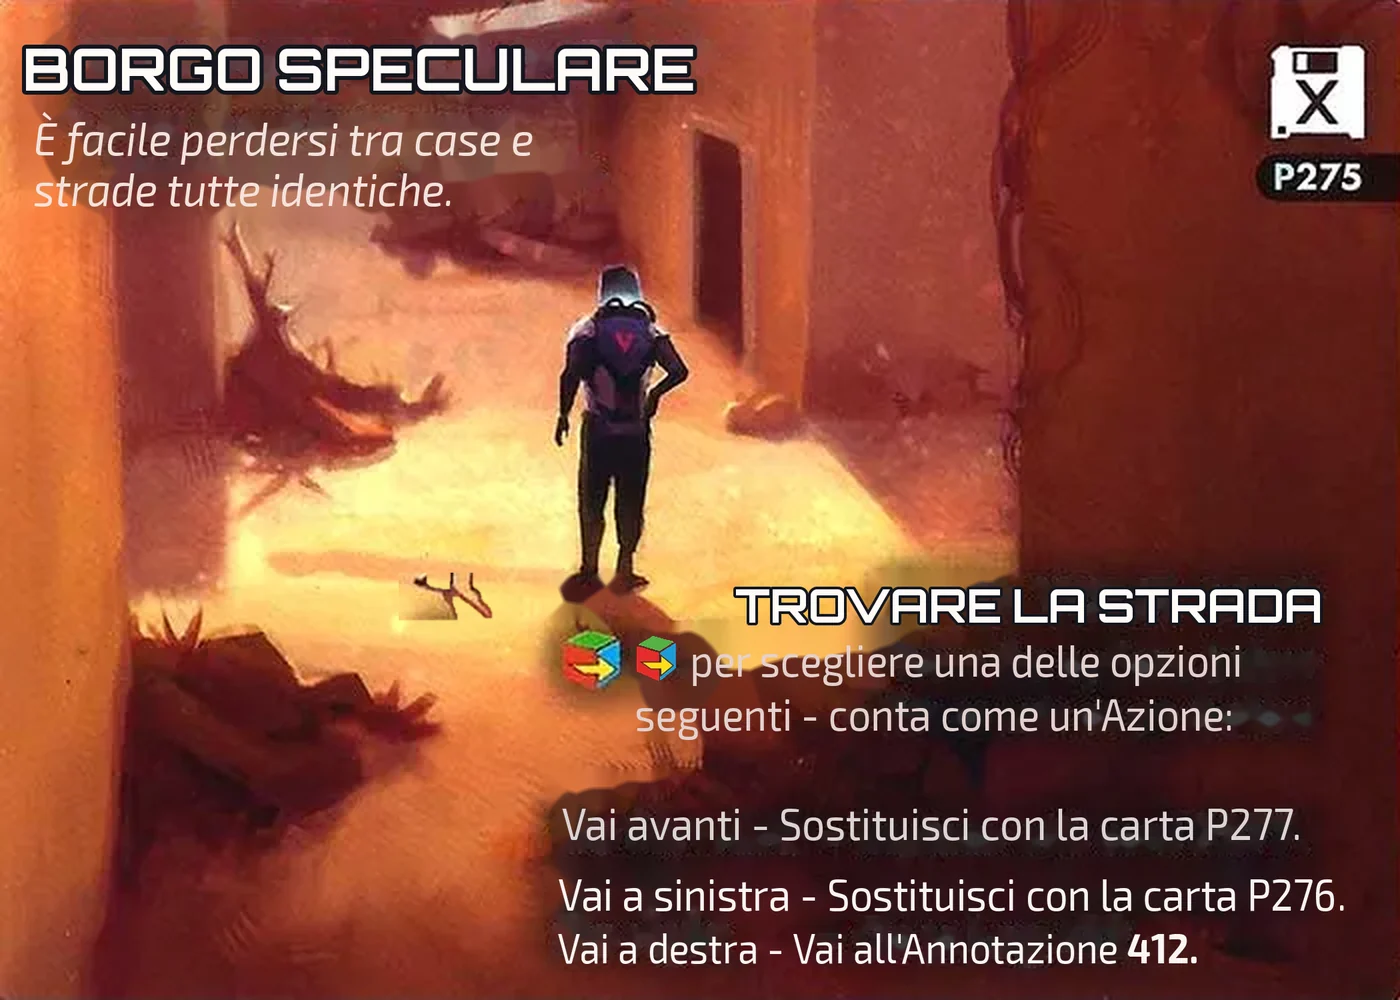 BORGO SPECULARE
È facile perdersi tra case e
strade tutte identiche.
X
P275
TROVARE LA STRADA
per scegliere una delle opzioni
seguenti - conta come un'Azione:
Vai avanti - Sostituisci con la carta P277.
Vai a sinistra - Sostituisci con la carta P276.
Vai a destra - Vai all'Annotazione 412.